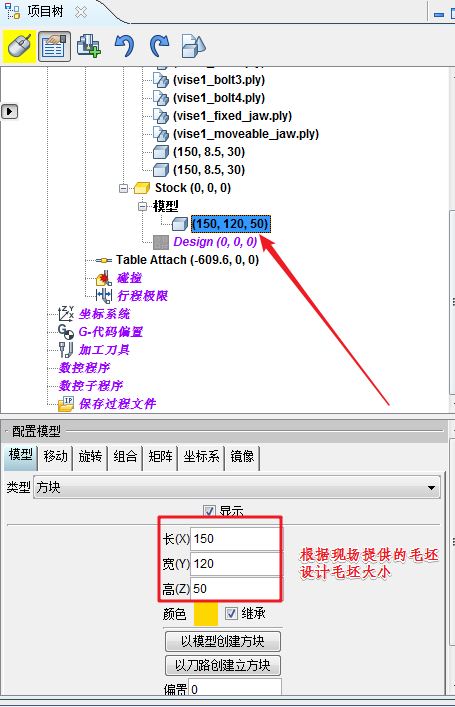 项目树
(vise1_bolt3.ply)
(vise1_bolt4.ply)
(vise1_fixed_jaw.ply)
(vise1_moveable_jaw.ply)
(150, 8.5, 30)
(150, 8.5, 30)
Stock (0, 0, 0)
模型
(150, 120, 50)
Design (0, 0, 0)
Table Attach (-609.6, 0, 0)
碰撞
行程极限
坐标系统
G-代码偏置
加工刀具
数控程序
数控子程序
保存过程文件
配置模型
模型 移动 旋转 组合 矩阵 坐标系 镜像
类型 方块
显示
长(X) 150
宽(Y) 120
高(Z) 50
根据现场提供的毛坯
设计毛坯大小
颜色 继承
以模型创建方块
以刀路创建立方块
偏置 0